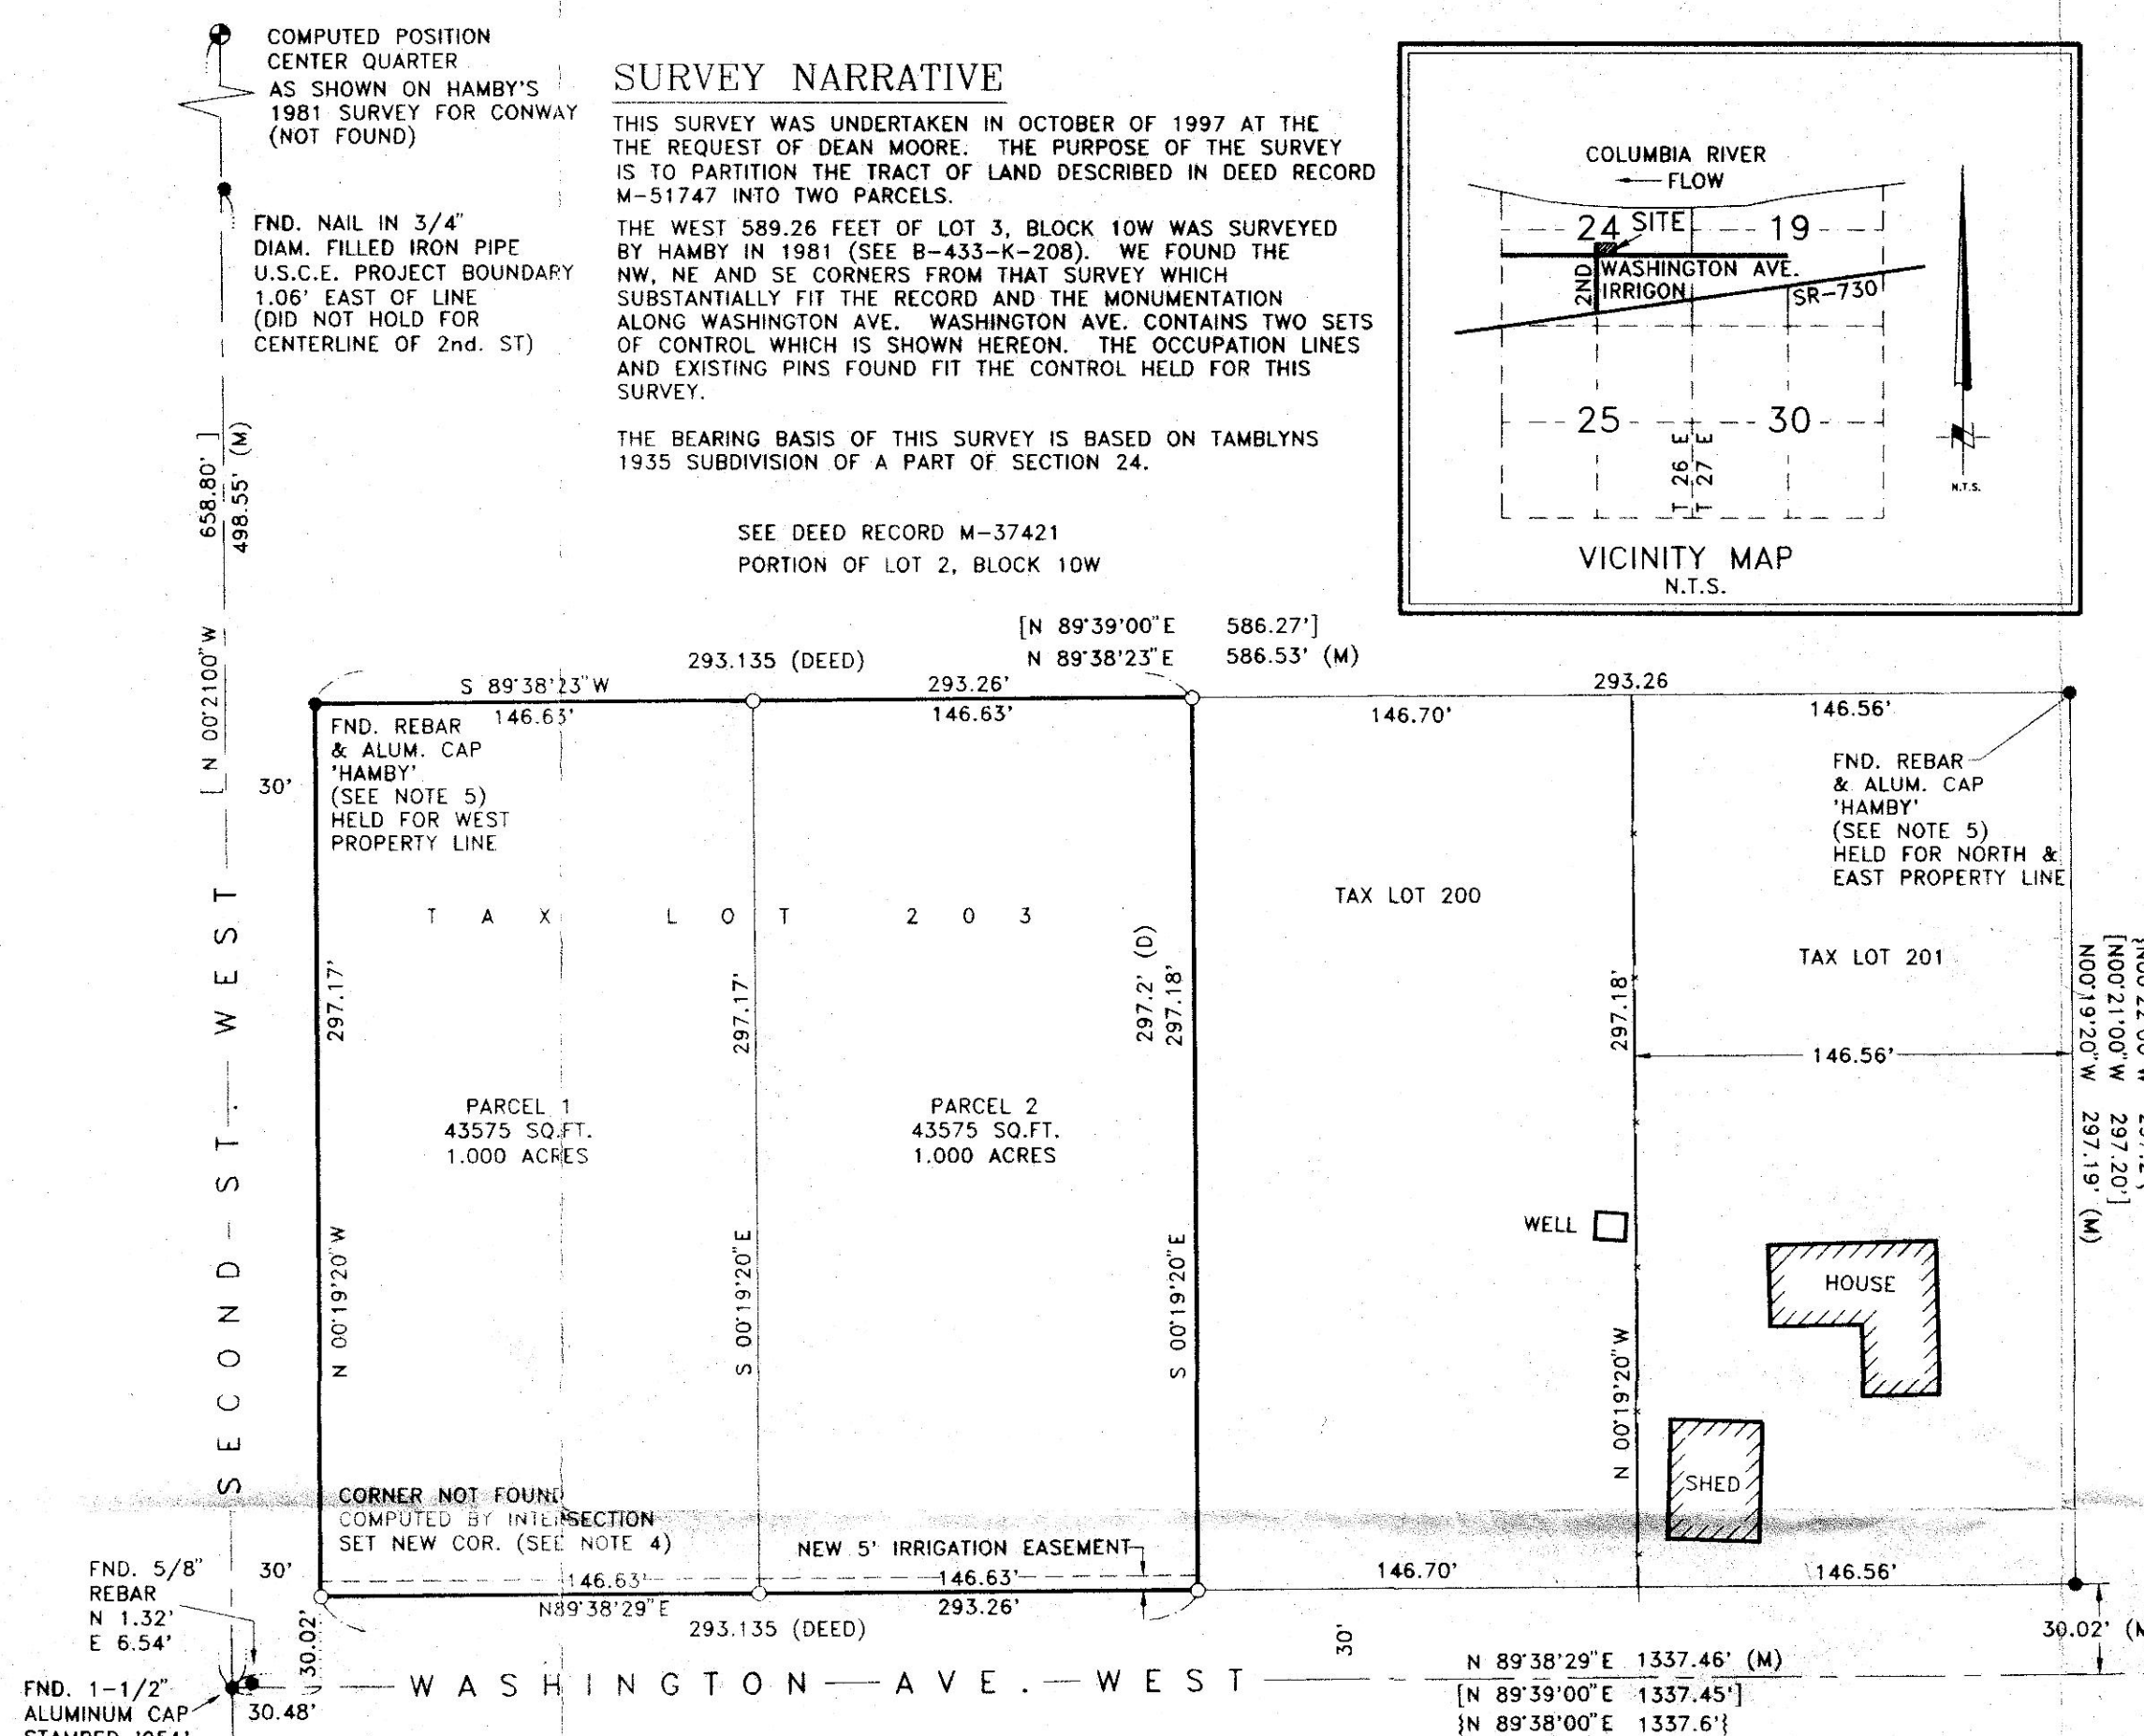 COMPUTED POSITION
CENTER QUARTER
AS SHOWN ON HAMBY'S
1981 SURVEY FOR CONWAY
(NOT FOUND)
FND. NAIL IN 3/4"
DIAM. FILLED IRON PIPE
U.S.C.E. PROJECT BOUNDARY
1.06' EAST OF LINE
(DID NOT HOLD FOR
CENTERLINE OF 2nd. ST)
SURVEY NARRATIVE
THIS SURVEY WAS UNDERTAKEN IN OCTOBER OF 1997 AT THE
THE REQUEST OF DEAN MOORE. THE PURPOSE OF THE SURVEY
IS TO PARTITION THE TRACT OF LAND DESCRIBED IN DEED RECORD
M-51747 INTO TWO PARCELS.
THE WEST 589.26 FEET OF LOT 3, BLOCK 10W WAS SURVEYED
BY HAMBY IN 1981 (SEE B-433-K-208). WE FOUND THE
NW, NE AND SE CORNERS FROM THAT SURVEY WHICH
SUBSTANTIALLY FIT THE RECORD AND THE MONUMENTATION
ALONG WASHINGTON AVE. WASHINGTON AVE. CONTAINS TWO SETS
OF CONTROL WHICH IS SHOWN HEREON. THE OCCUPATION LINES
AND EXISTING PINS FOUND FIT THE CONTROL HELD FOR THIS
SURVEY.
THE BEARING BASIS OF THIS SURVEY IS BASED ON TAMBLYNS
1935 SUBDIVISION OF A PART OF SECTION 24.
SEE DEED RECORD M-37421
PORTION OF LOT 2, BLOCK 10W
COLUMBIA RIVER
FLOW
24 SITE 19
2ND
WASHINGTON AVE.
IRRIGON
SR-730
25 30
T 26 E
T 27 E
N.T.S.
VICINITY MAP
N.T.S.
[N 00°21'00"W 658.80']
498.55' (M)
[N 89°39'00"E 586.27']
293.135 (DEED) N 89°38'23"E 586.53' (M)
S 89°38'23"W 293.26' 293.26
146.63' 146.63' 146.70' 146.56'
FND. REBAR
& ALUM. CAP
'HAMBY'
(SEE NOTE 5)
HELD FOR WEST
PROPERTY LINE
30'
FND. REBAR
& ALUM. CAP
'HAMBY'
(SEE NOTE 5)
HELD FOR NORTH &
EAST PROPERTY LINE
TAX LOT 203
TAX LOT 200
TAX LOT 201
SECOND ST. WEST
N 00°19'20"W 297.17'
S 00°19'20"E 297.17'
297.2' (D)
S 00°19'20"E 297.18'
N 00°19'20"W 297.18'
146.56'
[N00°21'00"W 297.20']
N00°19'20"W 297.19' (M)
PARCEL 1
43575 SQ.FT.
1.000 ACRES
PARCEL 2
43575 SQ.FT.
1.000 ACRES
WELL
HOUSE
SHED
CORNER NOT FOUND
COMPUTED BY INTERSECTION
SET NEW COR. (SEE NOTE 4)
NEW 5' IRRIGATION EASEMENT
30'
146.63' 146.63' 146.70' 146.56'
N89°38'29"E 293.26'
293.135 (DEED)
FND. 5/8"
REBAR
N 1.32'
E 6.54'
30.02'
30'
30.02'
FND. 1-1/2"
ALUMINUM CAP
30.48'
WASHINGTON AVE. WEST
N 89°38'29"E 1337.46' (M)
[N 89°39'00"E 1337.45']
}N 89°38'00"E 1337.6'{